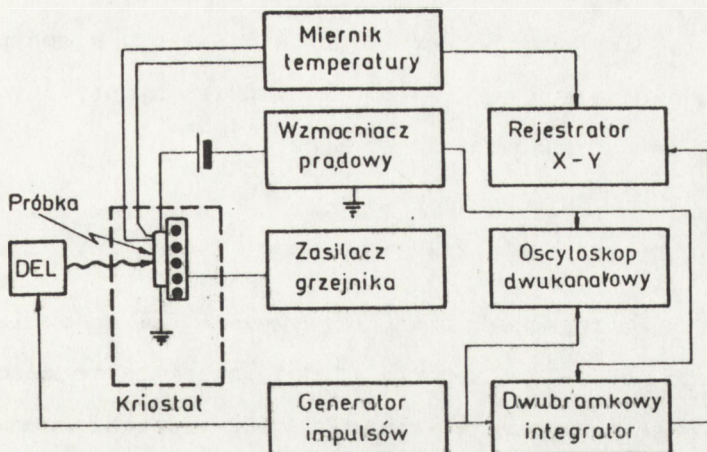 Miernik
temperatury
Wzmacniacz
prądowy
Rejestrator
X-Y
Próbka
DEL
Zasilacz
grzejnika
Oscyloskop
dwukanałowy
Kriostat
Generator
impulsów
Dwubramkowy
integrator